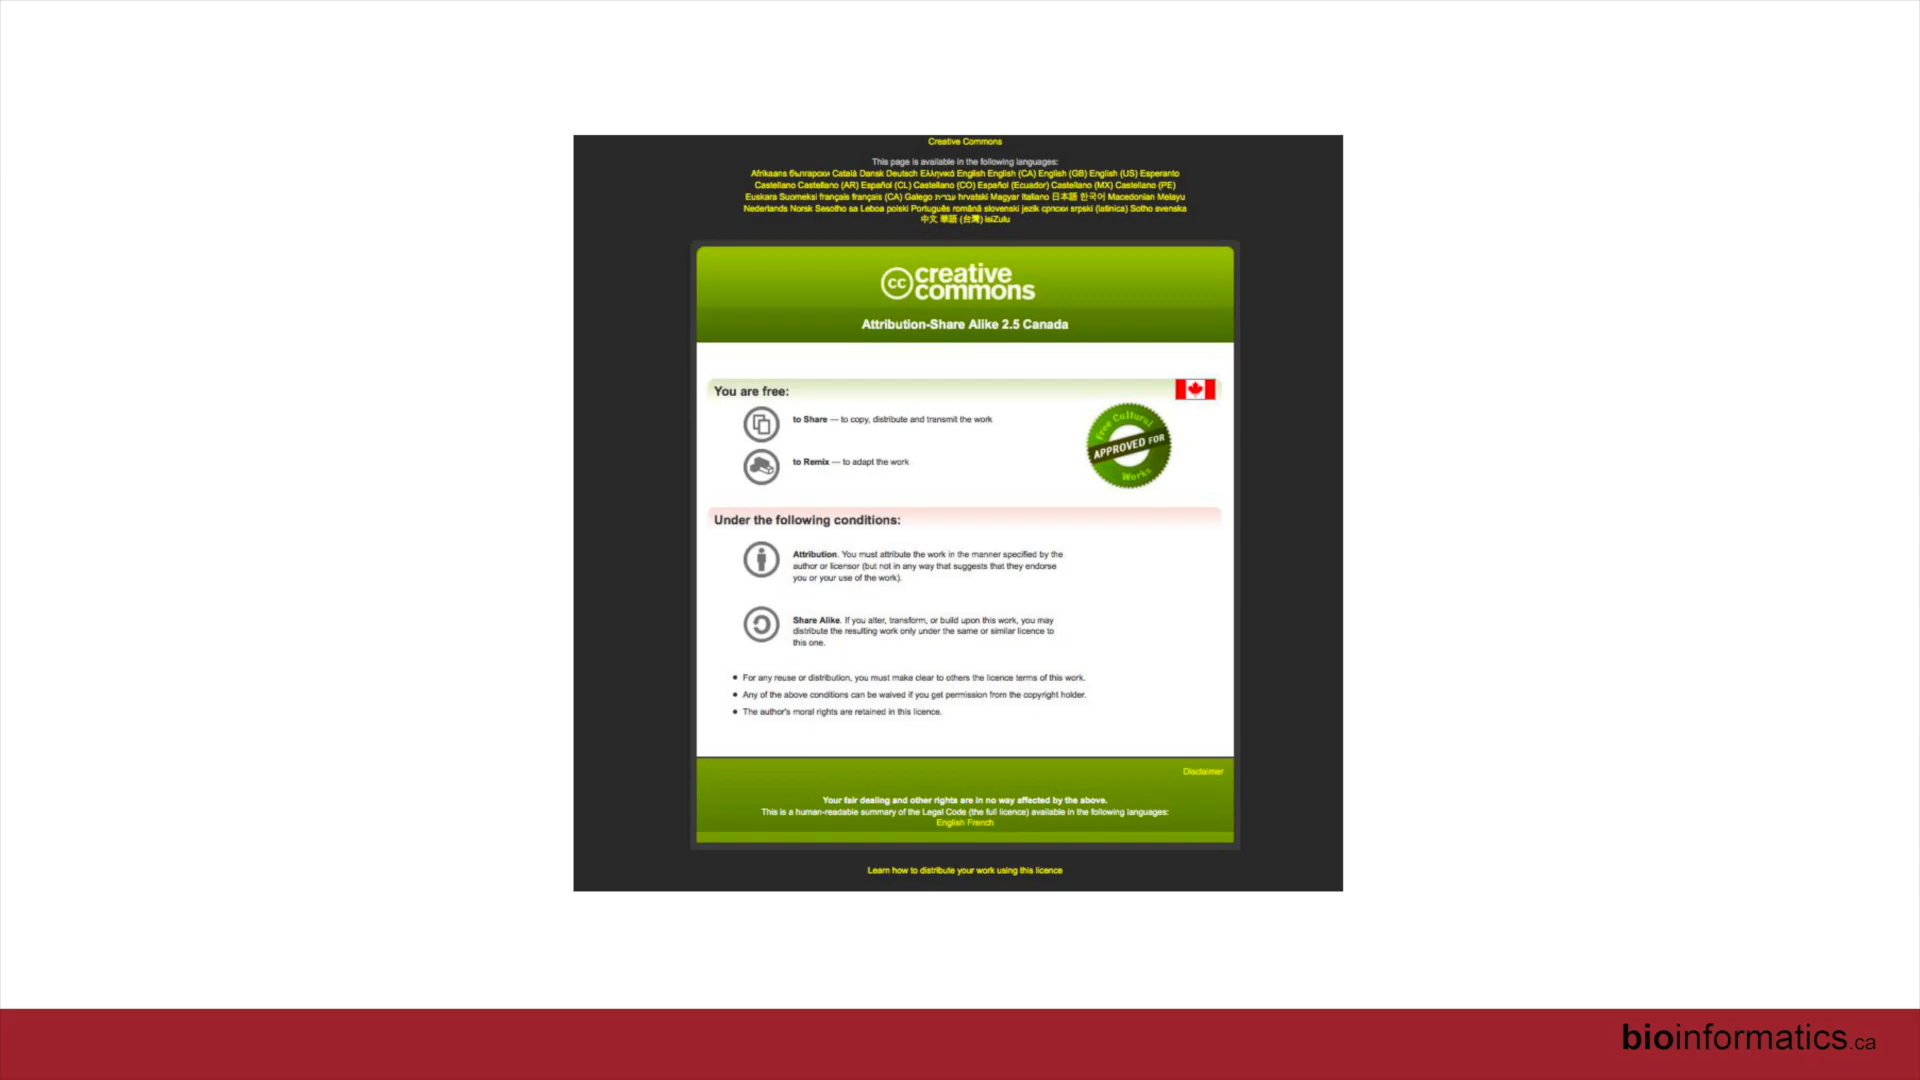 Creative Commons
This page is available in the following languages:
Afrikaans български Català Dansk Deutsch Ελληνικά English English (CA) English (GB) English (US) Esperanto
Castellano Castellano (AR) Español (CL) Castellano (CO) Español (Ecuador) Castellano (MX) Castellano (PE)
Euskara Suomeksi français français (CA) Galego עברית hrvatski Magyar Italiano 日本語 한국어 Macedonian Melayu
Nederlands Norsk Sesotho sa Leboa polski Português română slovenski jezik српски srpski (latinica) Sotho svenska
中文 華語 (台灣) isiZulu
cc creative
commons
Attribution-Share Alike 2.5 Canada
You are free:
to Share — to copy, distribute and transmit the work
to Remix — to adapt the work
Free Cultural
APPROVED FOR
Works
Under the following conditions:
Attribution. You must attribute the work in the manner specified by the
author or licensor (but not in any way that suggests that they endorse
you or your use of the work).
Share Alike. If you alter, transform, or build upon this work, you may
distribute the resulting work only under the same or similar licence to
this one.
• For any reuse or distribution, you must make clear to others the licence terms of this work.
• Any of the above conditions can be waived if you get permission from the copyright holder.
• The author's moral rights are retained in this licence.
Disclaimer
Your fair dealing and other rights are in no way affected by the above.
This is a human-readable summary of the Legal Code (the full licence) available in the following languages:
English French
Learn how to distribute your work using this licence
bioinformatics.ca